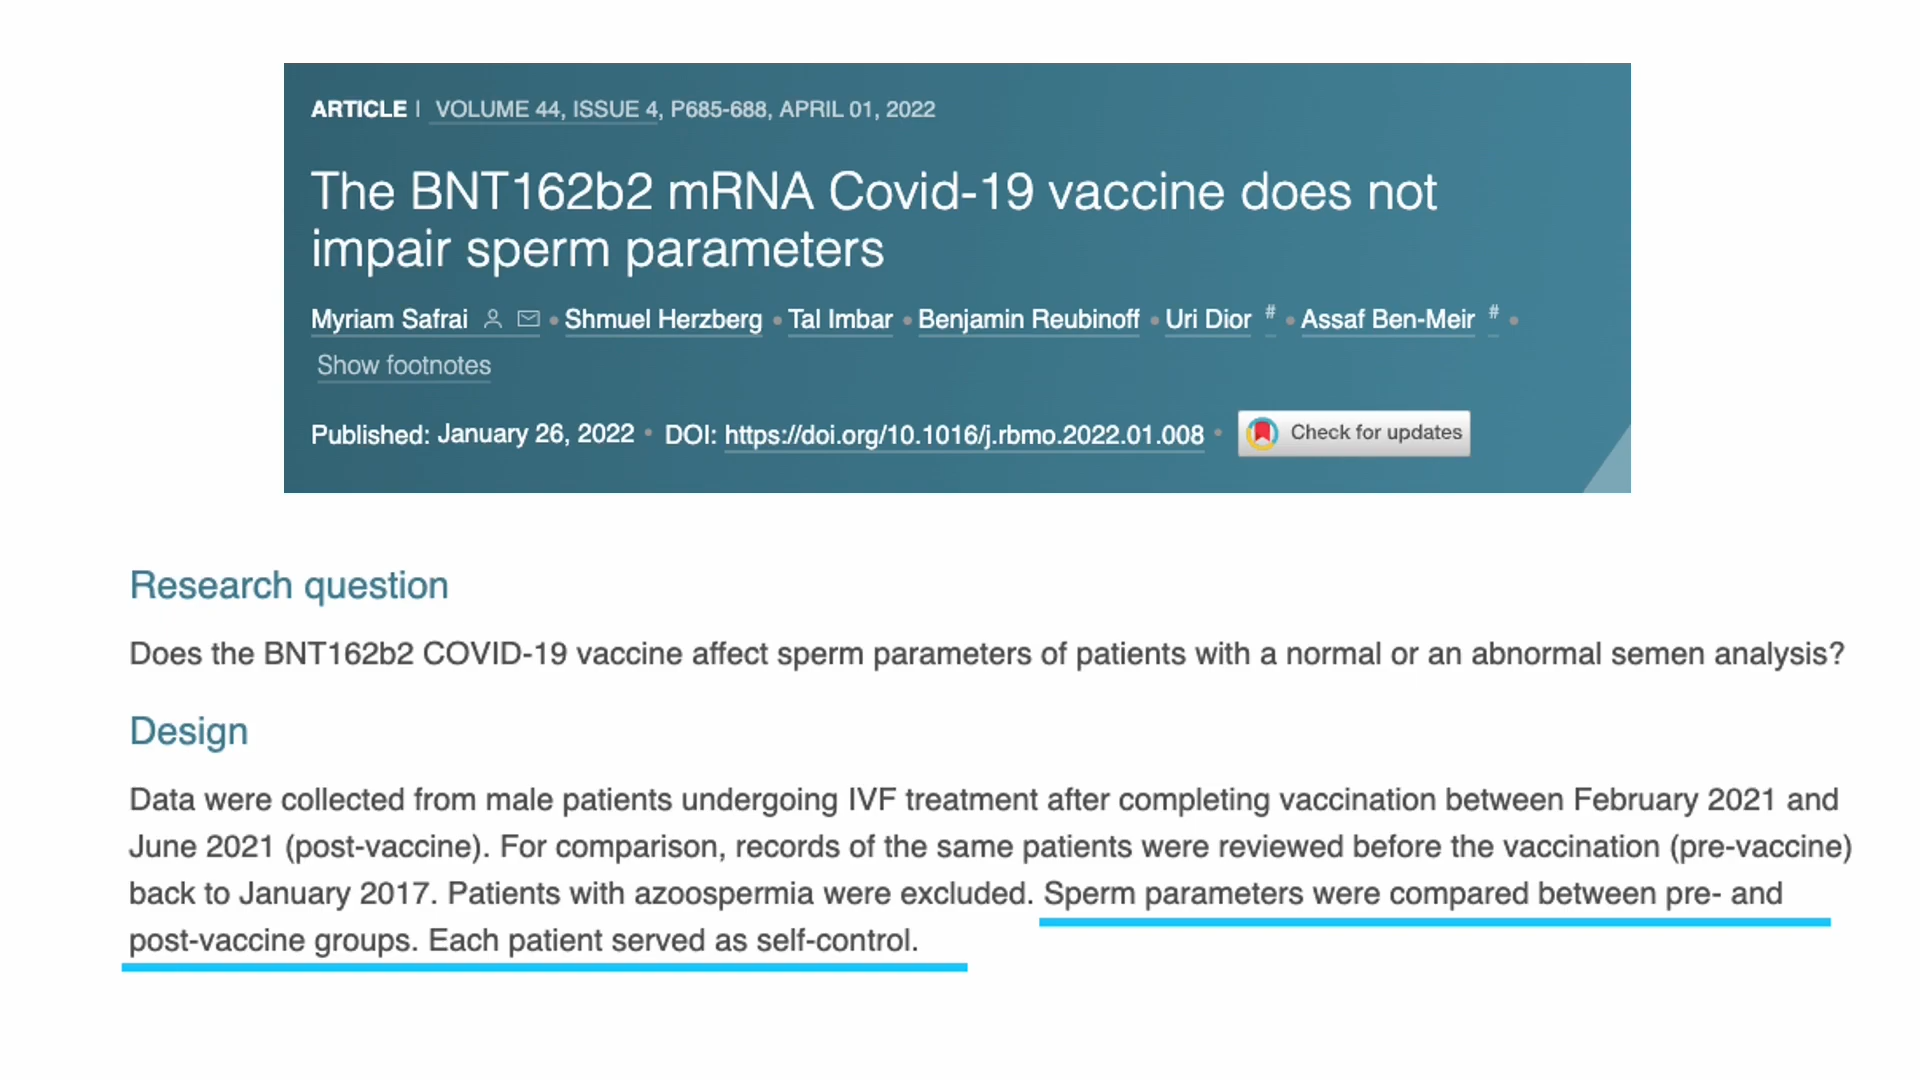 ARTICLE | VOLUME 44, ISSUE 4, P685-688, APRIL 01, 2022
The BNT162b2 mRNA Covid-19 vaccine does not
impair sperm parameters
Myriam Safrai • Shmuel Herzberg • Tal Imbar • Benjamin Reubinoff • Uri Dior # • Assaf Ben-Meir # •
Show footnotes
Published: January 26, 2022 • DOI: https://doi.org/10.1016/j.rbmo.2022.01.008 • Check for updates
Research question
Does the BNT162b2 COVID-19 vaccine affect sperm parameters of patients with a normal or an abnormal semen analysis?
Design
Data were collected from male patients undergoing IVF treatment after completing vaccination between February 2021 and
June 2021 (post-vaccine). For comparison, records of the same patients were reviewed before the vaccination (pre-vaccine)
back to January 2017. Patients with azoospermia were excluded. Sperm parameters were compared between pre- and
post-vaccine groups. Each patient served as self-control.